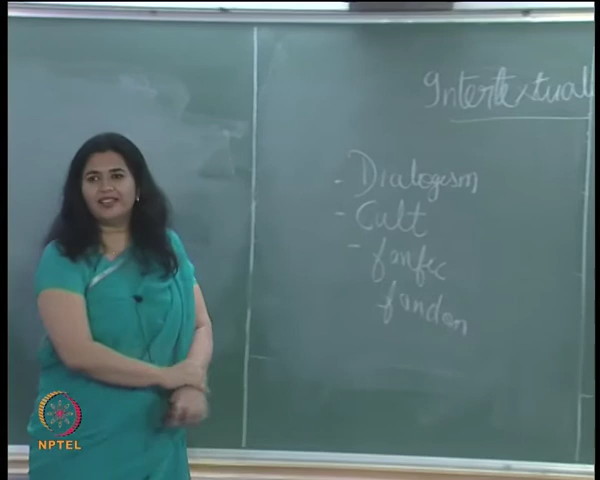 Intertextual
- Dialogism
- Cult
- fanfic
fandom
NPTEL